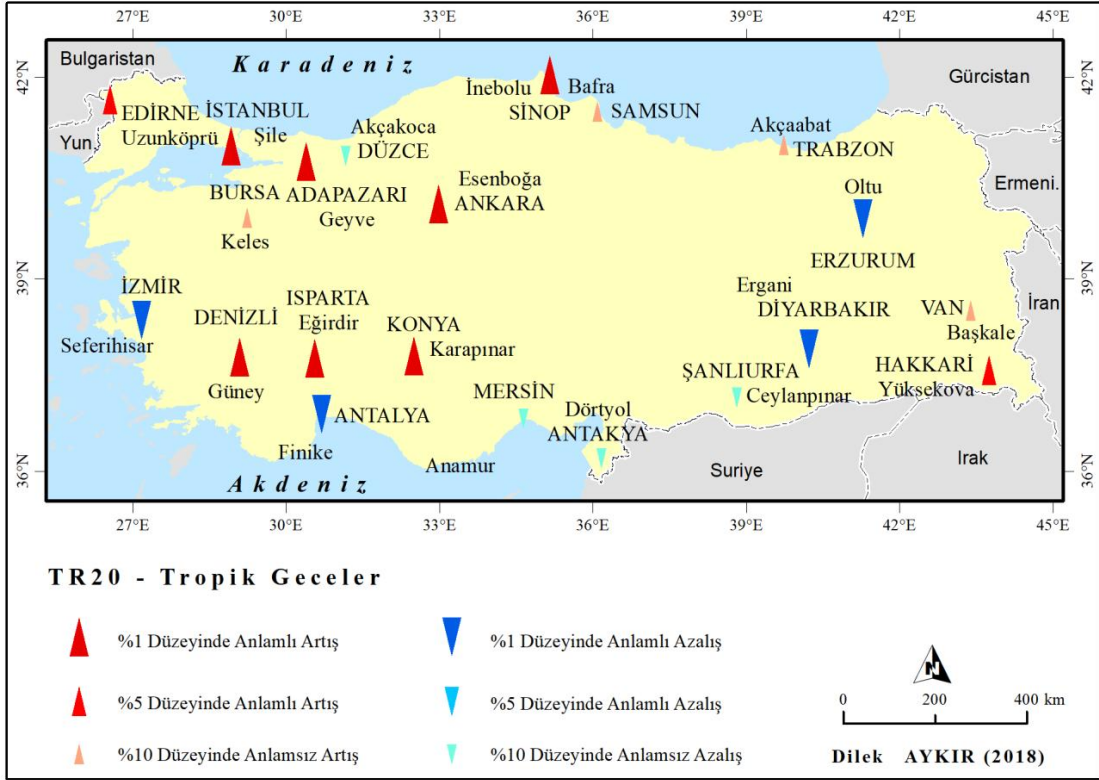 27°E 30°E 33°E 36°E 39°E 42°E 45°E
Bulgaristan
Karadeniz
Gürcistan
42°N
42°N
İnebolu
Bafra
EDİRNE
İSTANBUL
SİNOP
SAMSUN
Uzunköprü
Şile
Akçakoca
Akçaabat
Yun.
DÜZCE
TRABZON
Ermeni.
BURSA
ADAPAZARI
Esenboğa
Oltu
Geyve
ANKARA
Keles
ERZURUM
39°N
39°N
İZMİR
ISPARTA
Ergani
İran
DENİZLİ
Eğirdir
KONYA
DİYARBAKIR
VAN
Seferihisar
Karapınar
Başkale
Güney
ŞANLIURFA
HAKKARİ
MERSİN
Ceylanpınar
Yüksekova
ANTALYA
Dörtyol
ANTAKYA
Finike
Anamur
Suriye
Irak
36°N
36°N
Akdeniz
27°E 30°E 33°E 36°E 39°E 42°E 45°E
TR20 - Tropik Geceler
%1 Düzeyinde Anlamlı Artış
%1 Düzeyinde Anlamlı Azalış
%5 Düzeyinde Anlamlı Artış
%5 Düzeyinde Anlamlı Azalış
%10 Düzeyinde Anlamsız Artış
%10 Düzeyinde Anlamsız Azalış
N
0 200 400 km
Dilek AYKIR (2018)